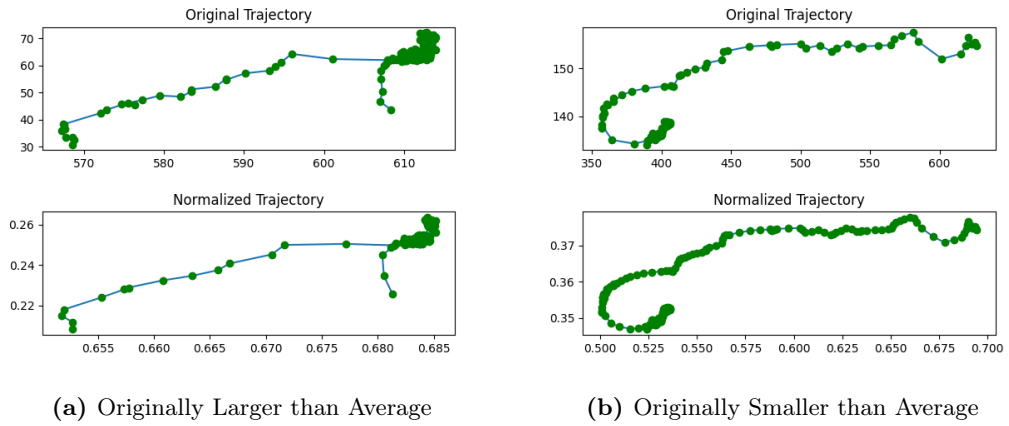 Original Trajectory
70
60
50
40
30
570 580 590 600 610
Normalized Trajectory
0.26
0.24
0.22
0.655 0.660 0.665 0.670 0.675 0.680 0.685
(a) Originally Larger than Average
Original Trajectory
150
140
350 400 450 500 550 600
Normalized Trajectory
0.37
0.36
0.35
0.500 0.525 0.550 0.575 0.600 0.625 0.650 0.675 0.700
(b) Originally Smaller than Average